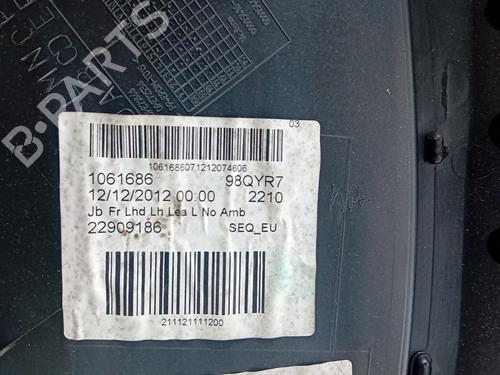 B-PARTS
03
1061686071212074606
1061686 98QYR7
12/12/2012 00:00 2210
Jb Fr Lhd Lh Lea L No Amb
22909186 SEQ_EU
211121111200